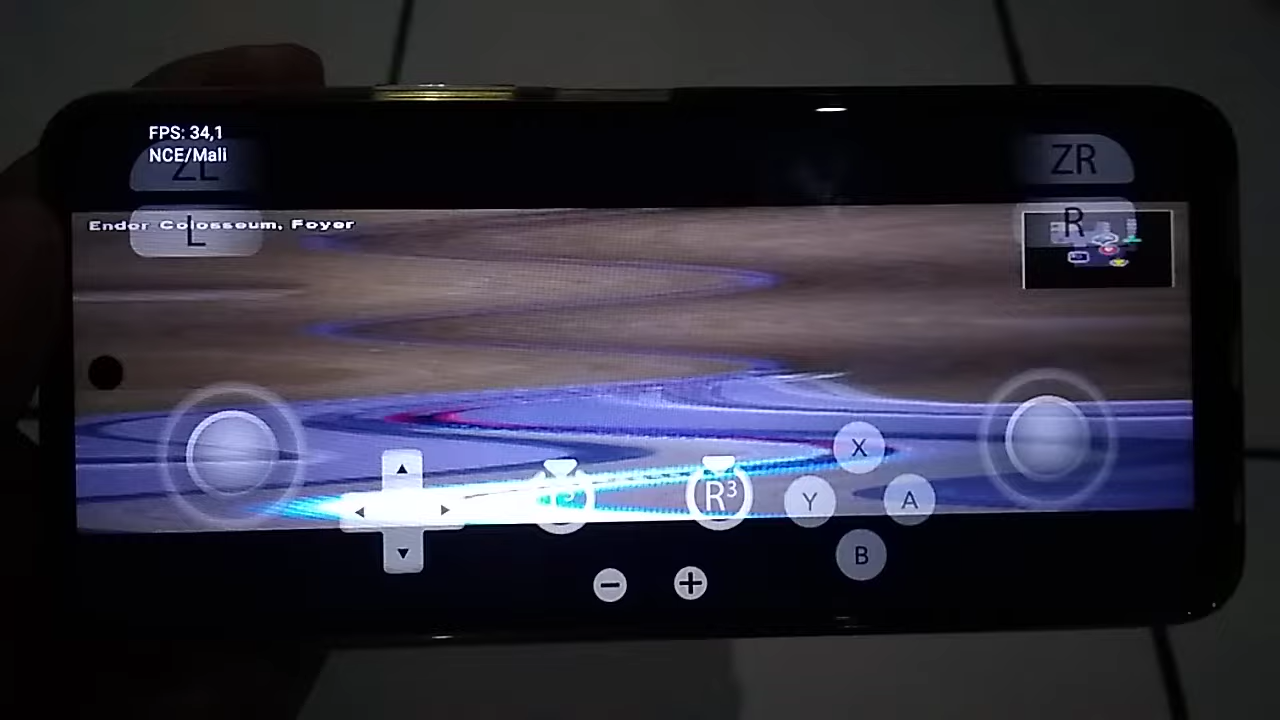 FPS: 34,1
NCE/Mali
ZL
ZR
Endor Colosseum, Foyer
L
R
X
R3
Y
A
B